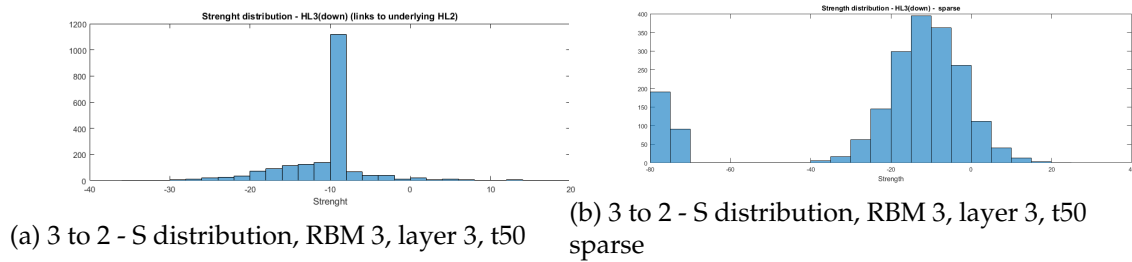 Strenght distribution - HL3(down) (links to underlying HL2)
1200
1000
800
600
400
200
0
-40 -30 -20 -10 0 10 20
Strenght
(a) 3 to 2 - S distribution, RBM 3, layer 3, t50
Strength distribution - HL3(down) - sparse
400
350
300
250
200
150
100
50
0
-80 -60 -40 -20 0 20 40
Strength
(b) 3 to 2 - S distribution, RBM 3, layer 3, t50
sparse